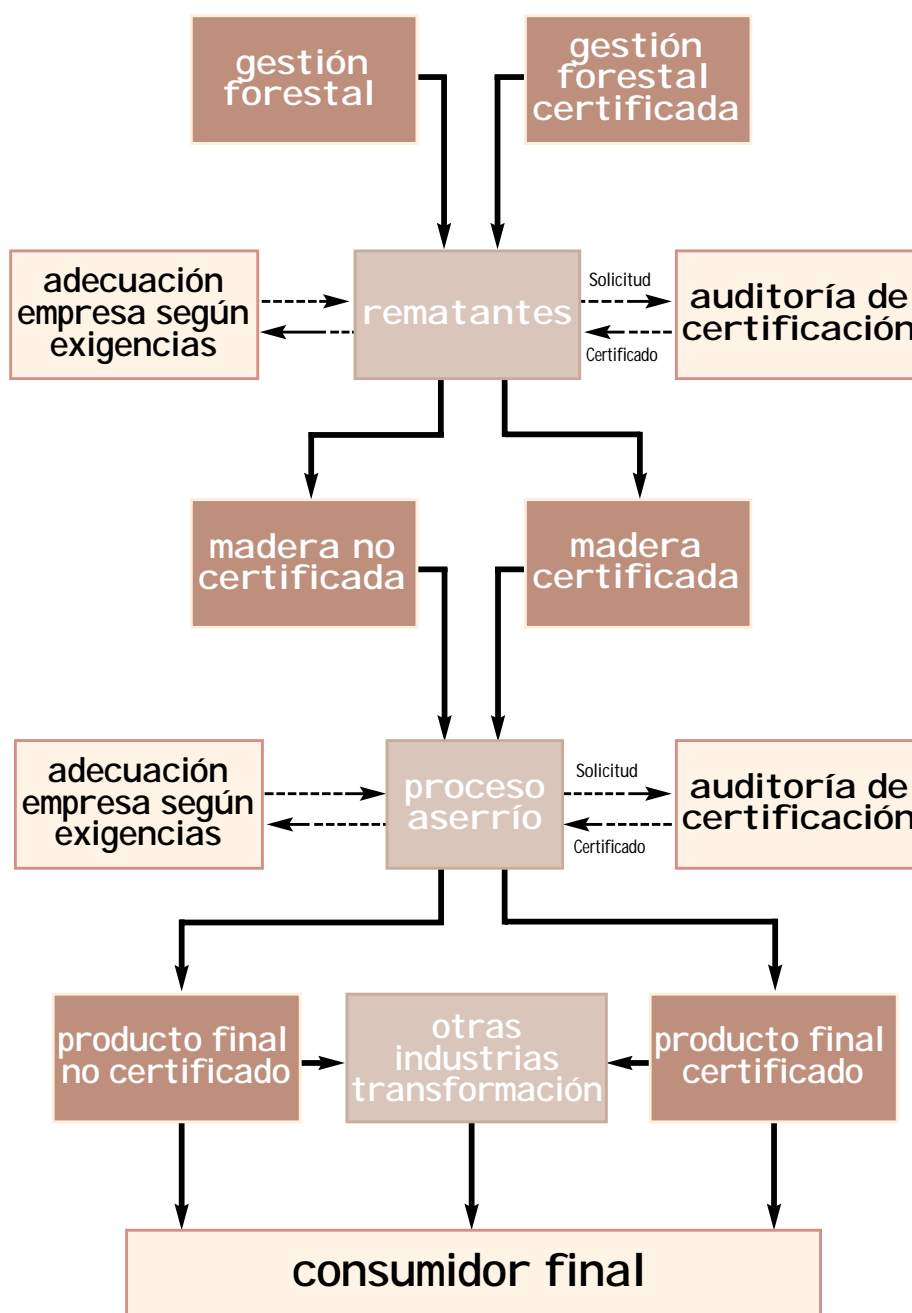 gestión
forestal
gestión
forestal
certificada
adecuación
empresa según
exigencias
rematantes
Solicitud
Certificado
auditoría de
certificación
madera no
certificada
madera
certificada
adecuación
empresa según
exigencias
proceso
aserrío
Solicitud
Certificado
auditoría de
certificación
producto final
no certificado
otras
industrias
transformación
producto final
certificado
consumidor final